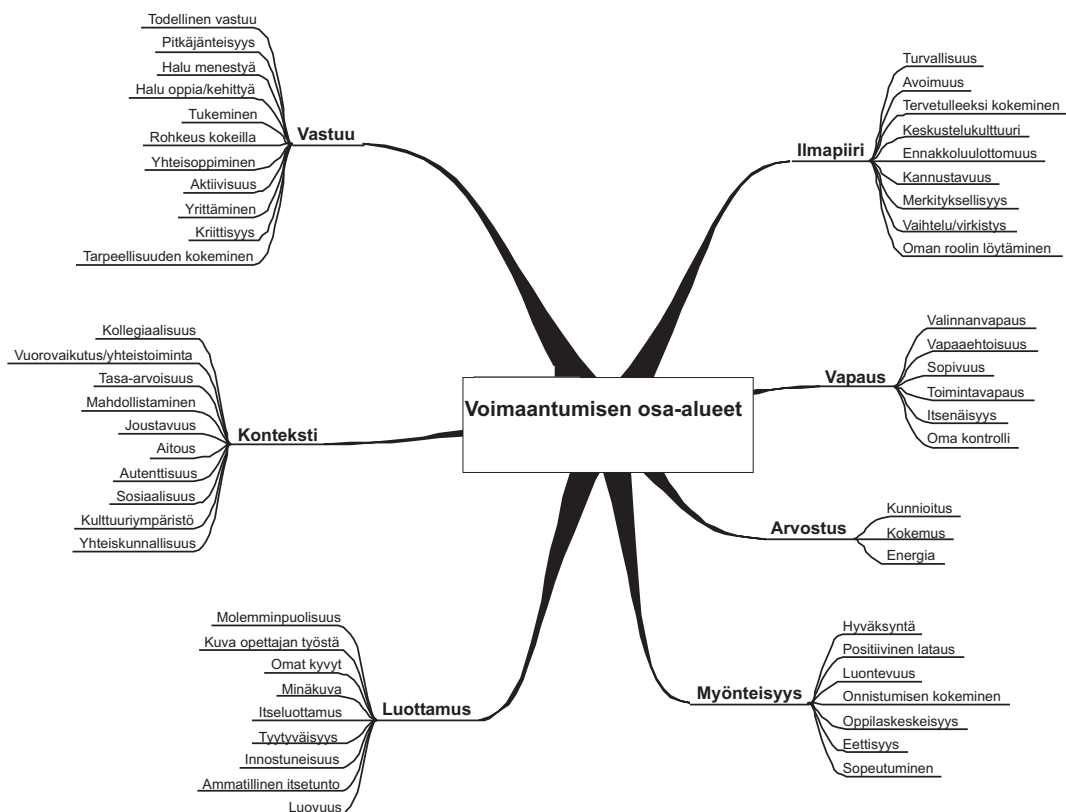 Voimaantumisen osa-alueet
Vastuu
Todellinen vastuu
Pitkäjänteisyys
Halu menestyä
Halu oppia/kehittyä
Tukeminen
Rohkeus kokeilla
Yhteisoppiminen
Aktiivisuus
Yrittäminen
Kriittisyys
Tarpeellisuuden kokeminen
Konteksti
Kollegiaalisuus
Vuorovaikutus/yhteistoiminta
Tasa-arvoisuus
Mahdollistaminen
Joustavuus
Aitous
Autenttisuus
Sosiaalisuus
Kulttuuriympäristö
Yhteiskunnallisuus
Luottamus
Molemminpuolisuus
Kuva opettajan työstä
Omat kyvyt
Minäkuva
Itseluottamus
Tyytyväisyys
Innostuneisuus
Ammatillinen itsetunto
Luovuus
Ilmapiiri
Turvallisuus
Avoimuus
Tervetulleeksi kokeminen
Keskustelukulttuuri
Ennakkoluulottomuus
Kannustavuus
Merkityksellisyys
Vaihtelu/virkistys
Oman roolin löytäminen
Vapaus
Valinnanvapaus
Vapaaehtoisuus
Sopivuus
Toimintavapaus
Itsenäisyys
Oma kontrolli
Arvostus
Kunnioitus
Kokemus
Energia
Myönteisyys
Hyväksyntä
Positiivinen lataus
Luontevuus
Onnistumisen kokeminen
Oppilaskeskeisyys
Eettisyys
Sopeutuminen